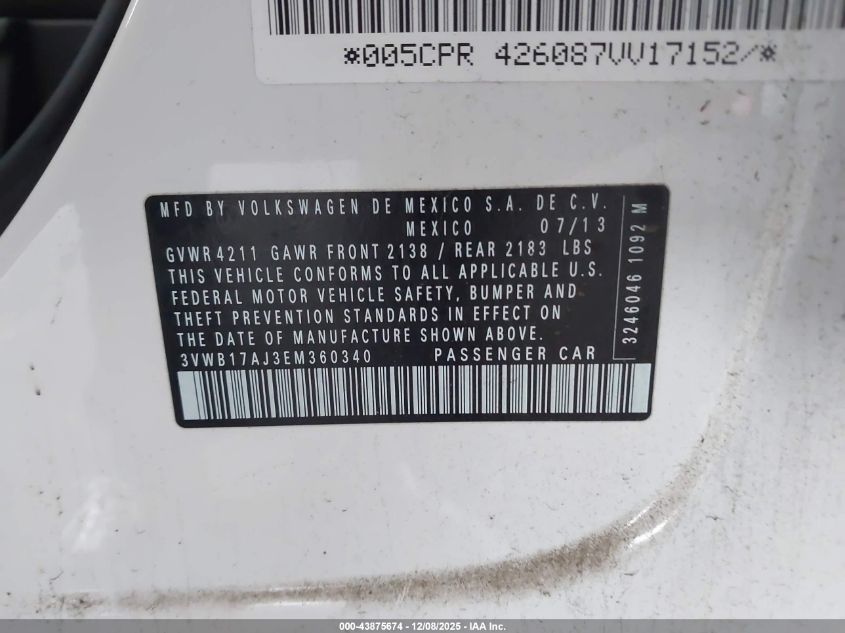 *005CPR 426087VV17152/*
MFD BY VOLKSWAGEN DE MEXICO S.A. DE C.V.
MEXICO 07/13
GVWR 4211 GAWR FRONT 2138 / REAR 2183 LBS
THIS VEHICLE CONFORMS TO ALL APPLICABLE U.S.
FEDERAL MOTOR VEHICLE SAFETY, BUMPER AND
THEFT PREVENTION STANDARDS IN EFFECT ON
THE DATE OF MANUFACTURE SHOWN ABOVE.
3VWB17AJ3EM360340 PASSENGER CAR
3246046 1092 M
000-43875674 - 12/08/2025 - IAA Inc.